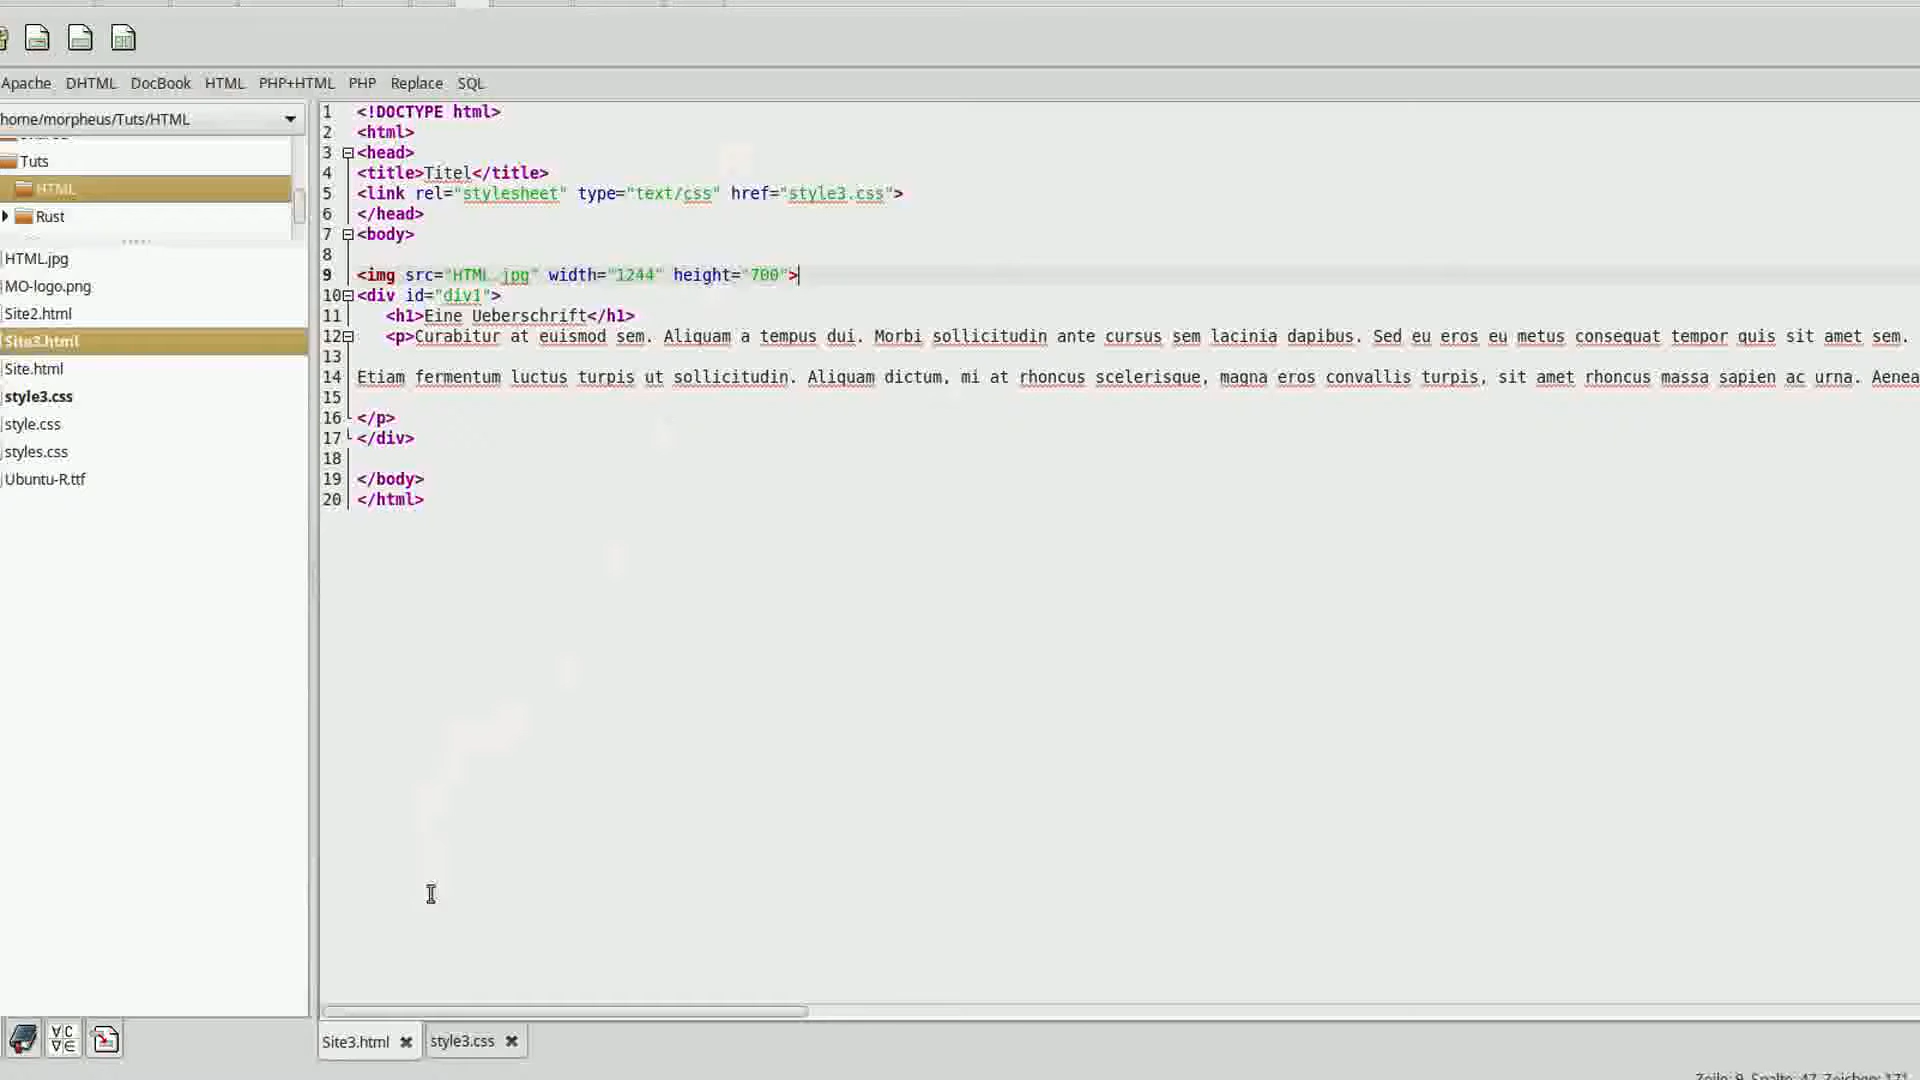 Apache DHTML DocBook HTML PHP+HTML PHP Replace SQL
home/morpheus/Tuts/HTML
Tuts
HTML
Rust
HTML.jpg
MO-logo.png
Site2.html
Site3.html
Site.html
style3.css
style.css
styles.css
Ubuntu-R.ttf
1 <!DOCTYPE html>
2 <html>
3 <head>
4 <title>Titel</title>
5 <link rel="stylesheet" type="text/css" href="style3.css">
6 </head>
7 <body>
8
9 <img src="HTML.jpg" width="1244" height="700">
10 <div id="div1">
11 <h1>Eine Ueberschrift</h1>
12 <p>Curabitur at euismod sem. Aliquam a tempus dui. Morbi sollicitudin ante cursus sem lacinia dapibus. Sed eu eros eu metus consequat tempor quis sit amet sem.
13
14 Etiam fermentum luctus turpis ut sollicitudin. Aliquam dictum, mi at rhoncus scelerisque, magna eros convallis turpis, sit amet rhoncus massa sapien ac urna. Aenea
15
16 </p>
17 </div>
18
19 </body>
20 </html>
Site3.html style3.css